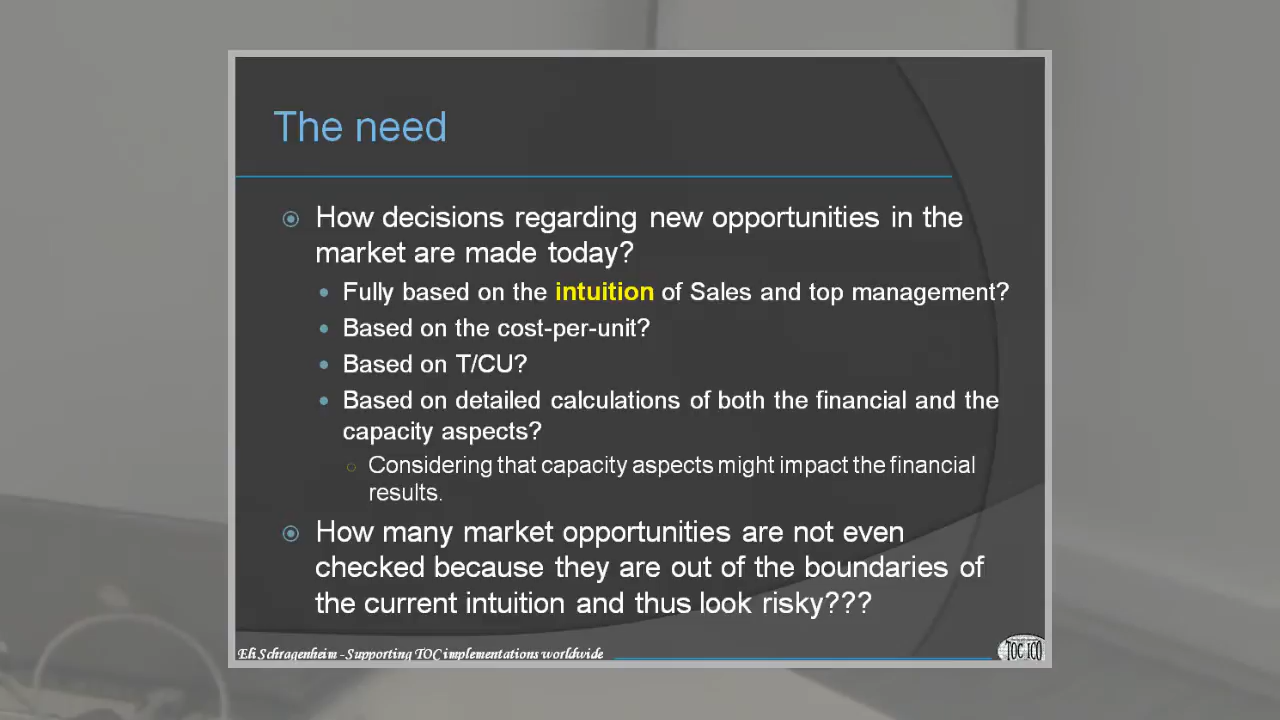 The need
How decisions regarding new opportunities in the
market are made today?
Fully based on the intuition of Sales and top management?
Based on the cost-per-unit?
Based on T/CU?
Based on detailed calculations of both the financial and the
capacity aspects?
Considering that capacity aspects might impact the financial
results.
How many market opportunities are not even
checked because they are out of the boundaries of
the current intuition and thus look risky???
Eli Schragenheim -Supporting TOC implementations worldwide
TOC ICO